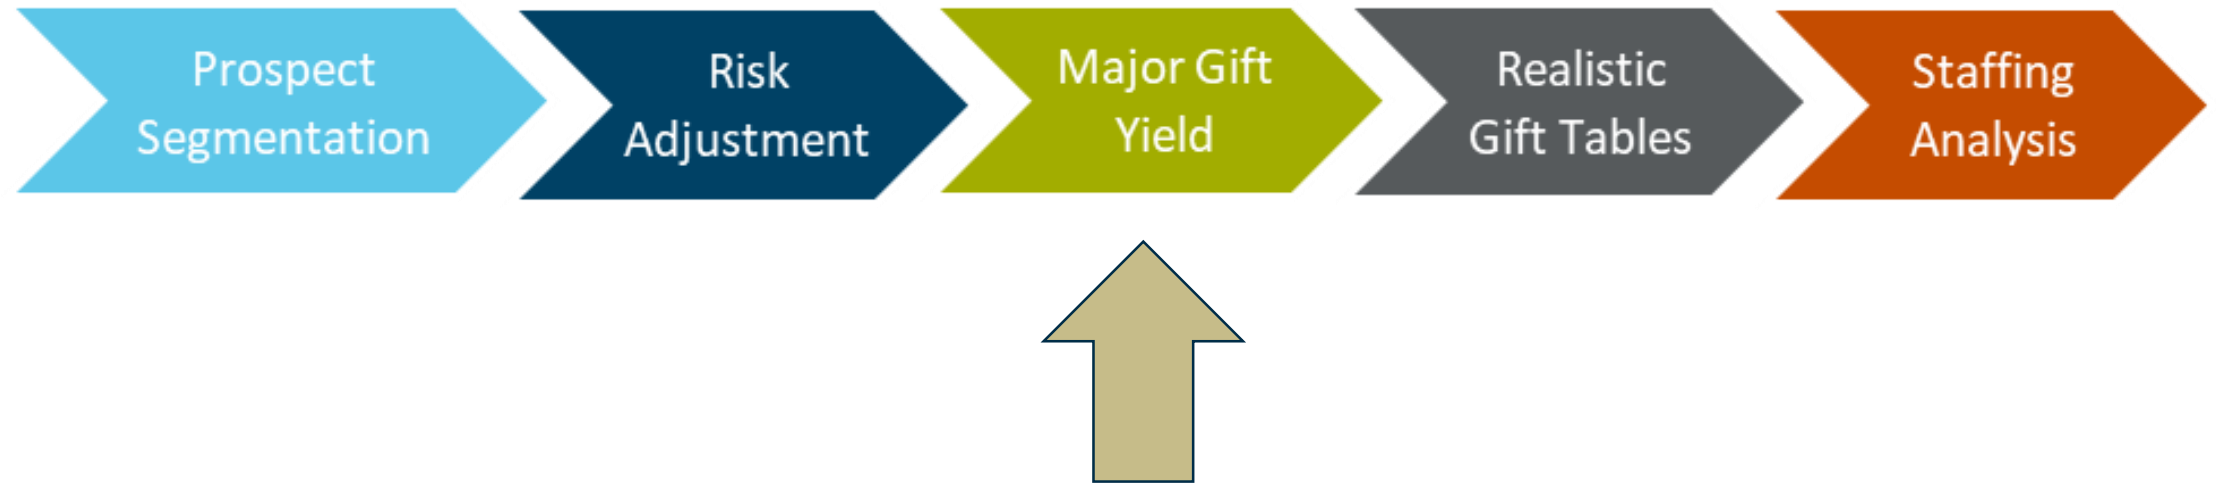 Prospect
Segmentation
Risk
Adjustment
Major Gift
Yield
Realistic
Gift Tables
Staffing
Analysis